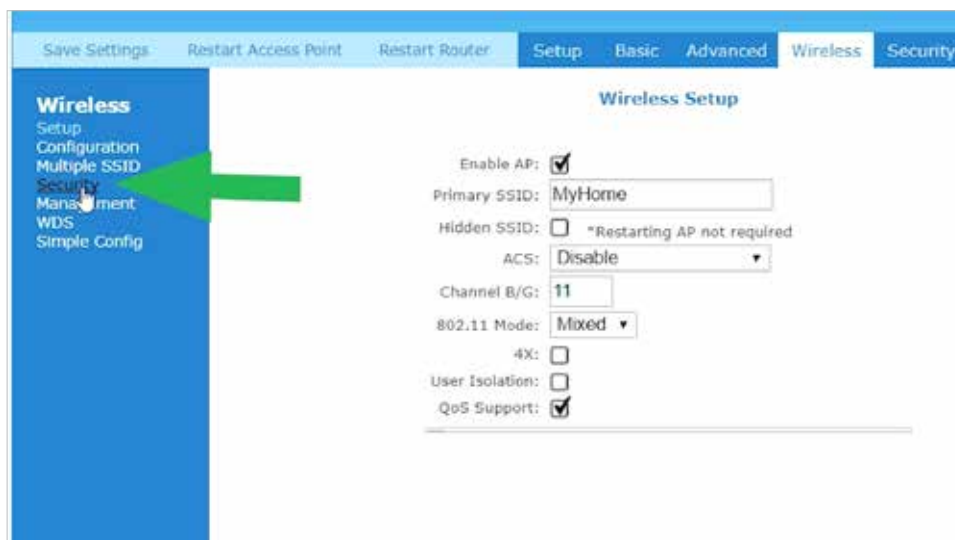 Save Settings Restart Access Point Restart Router Setup Basic Advanced Wireless Security
Wireless
Setup
Configuration
Multiple SSID
Security
Management
WDS
Simple Config
Wireless Setup
Enable AP:
Primary SSID: MyHome
Hidden SSID: *Restarting AP not required
ACS: Disable
Channel B/G: 11
802.11 Mode: Mixed
4X:
User Isolation:
QoS Support: